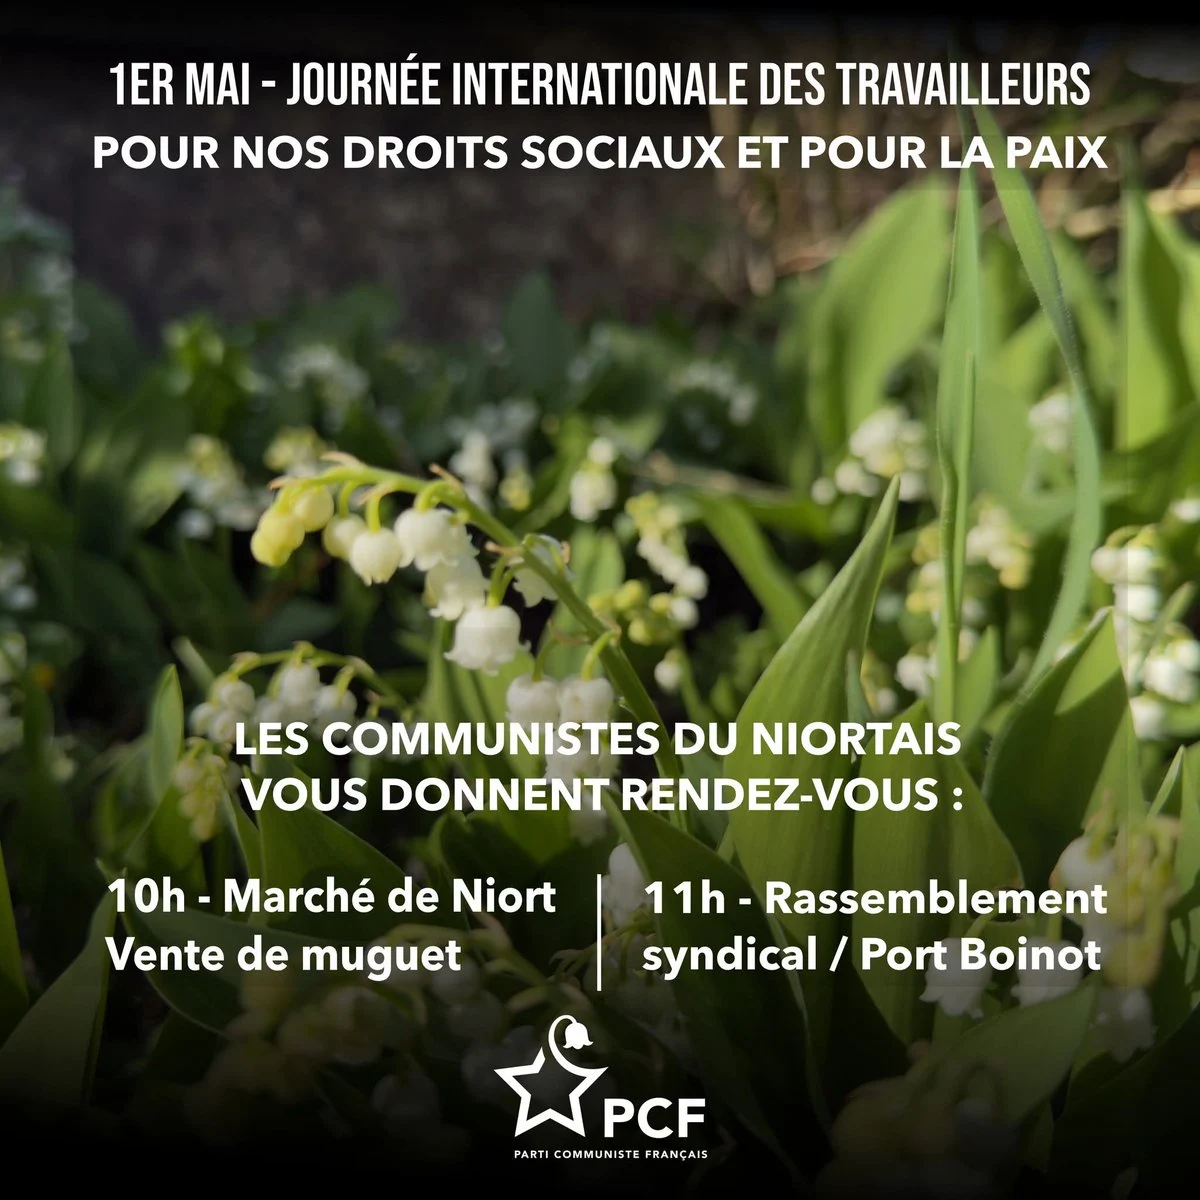 1ER MAI - JOURNÉE INTERNATIONALE DES TRAVAILLEURS
POUR NOS DROITS SOCIAUX ET POUR LA PAIX
LES COMMUNISTES DU NIORTAIS
VOUS DONNENT RENDEZ-VOUS :
10h - Marché de Niort
Vente de muguet
11h - Rassemblement
syndical / Port Boinot
PCF
PARTI COMMUNISTE FRANÇAIS